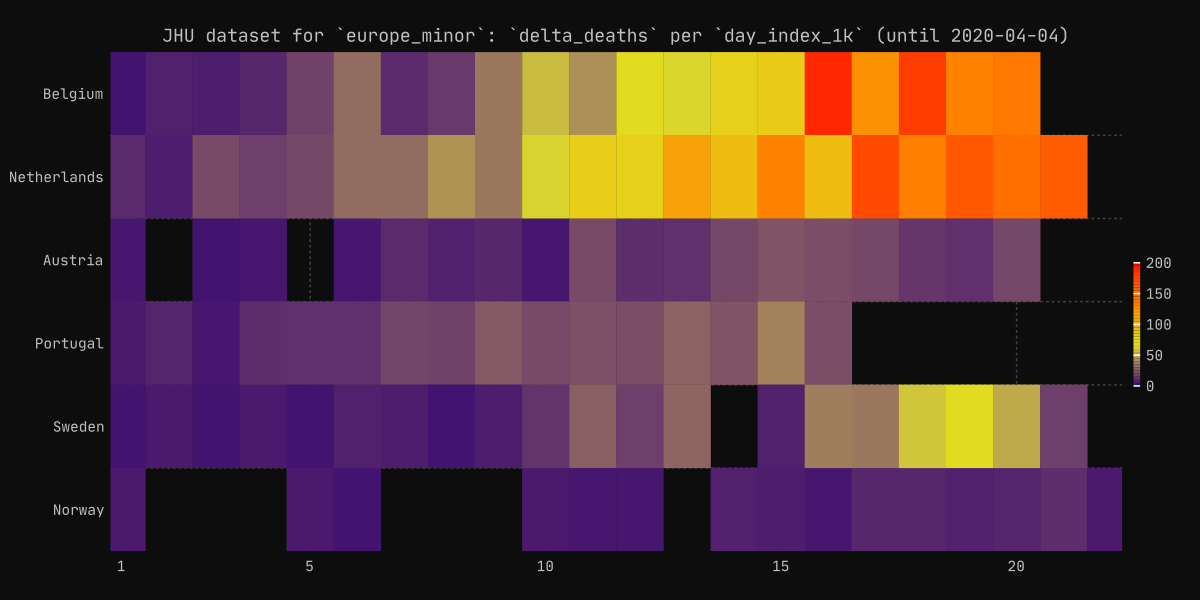 JHU dataset for `europe_minor`: `delta_deaths` per `day_index_1k` (until 2020-04-04)
Belgium
Netherlands
Austria
Portugal
Sweden
Norway
1 5 10 15 20
200
150
100
50
0